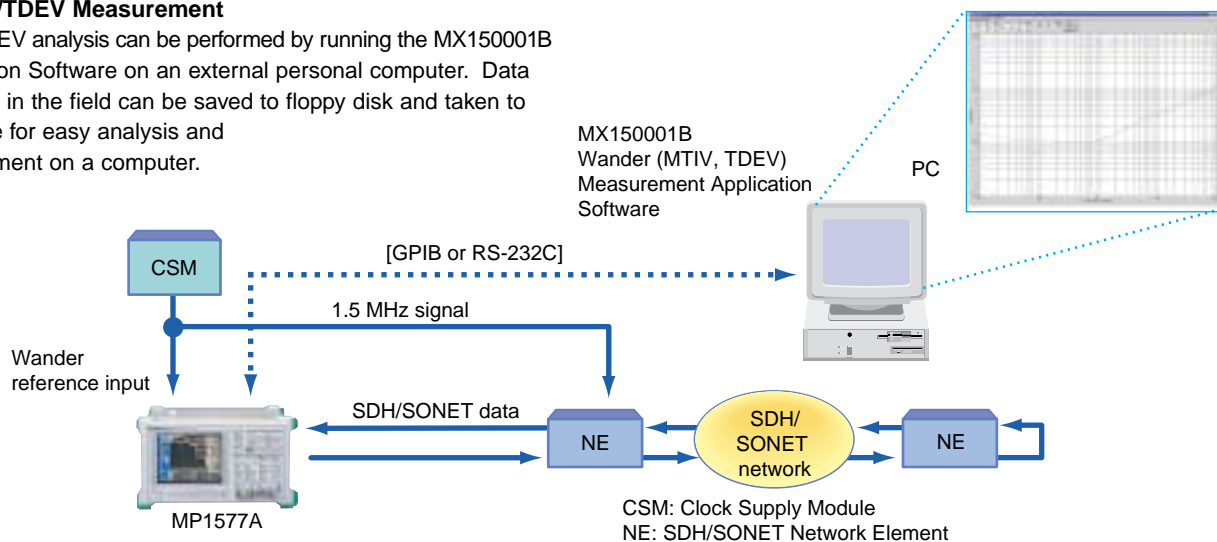 /TDEV Measurement
EV analysis can be performed by running the MX150001B
on Software on an external personal computer. Data
in the field can be saved to floppy disk and taken to
e for easy analysis and
ment on a computer.
MX150001B
Wander (MTIV, TDEV)
Measurement Application
Software
PC
CSM
[GPIB or RS-232C]
1.5 MHz signal
Wander
reference input
SDH/SONET data
NE
SDH/
SONET
network
NE
MP1577A
CSM: Clock Supply Module
NE: SDH/SONET Network Element